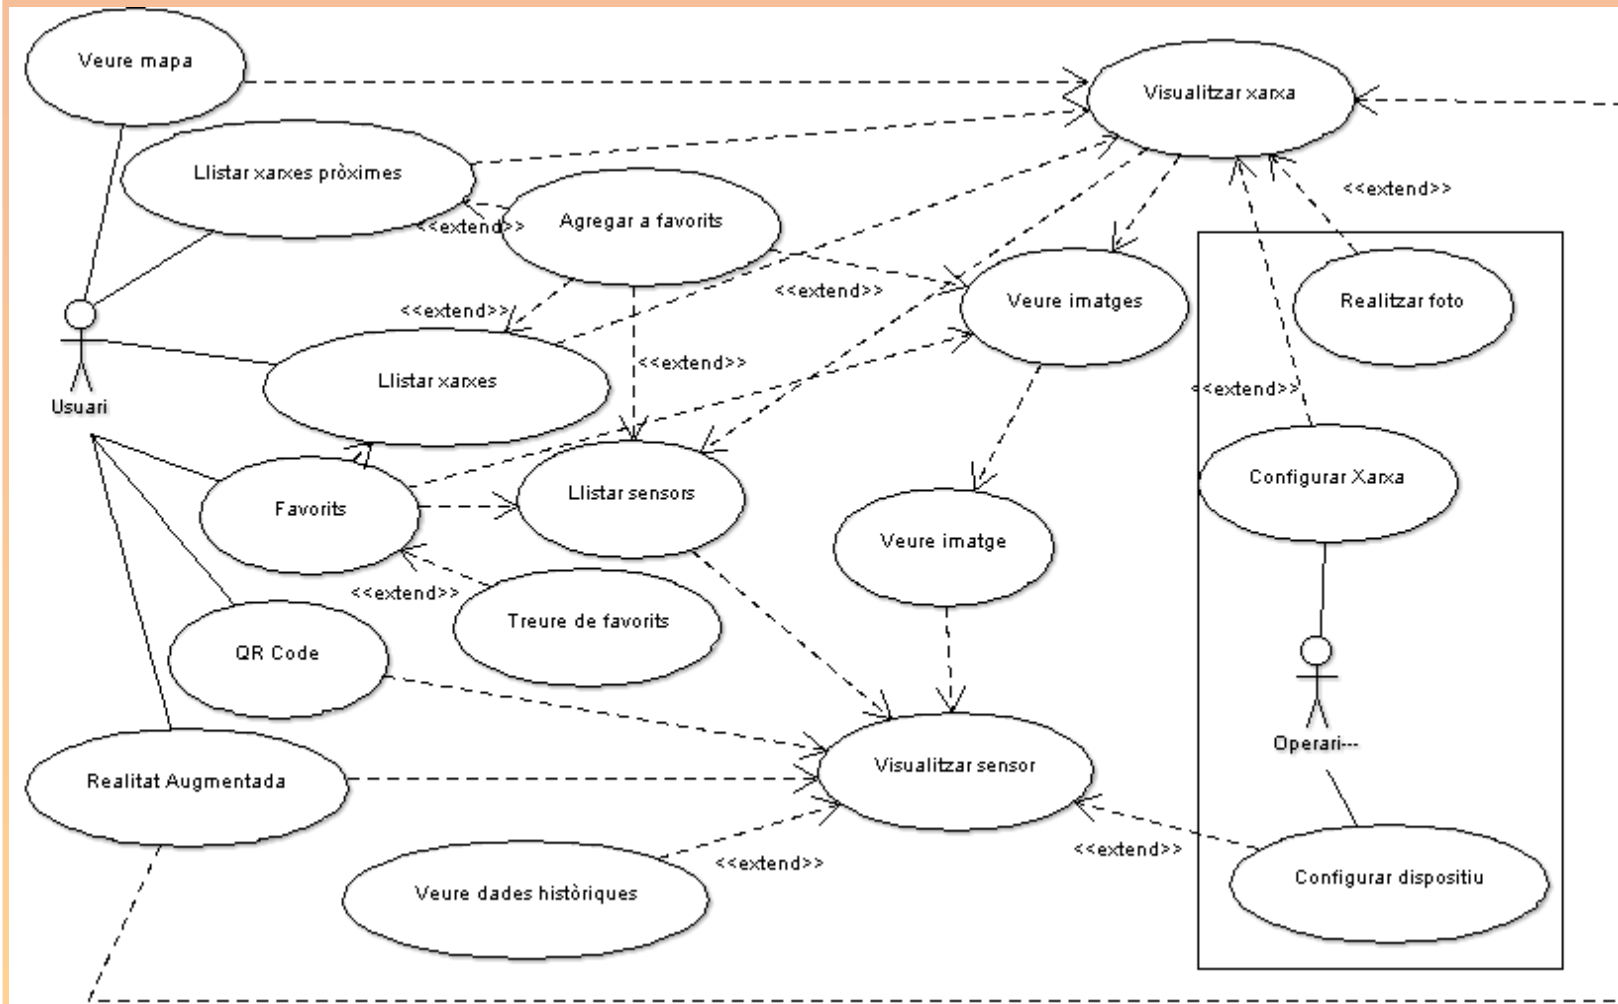 Veure mapa
Visualitzar xarxa
Llistar xarxes pròximes
<<extend>>
Agregar a favorits
<<extend>>
<<extend>>
Veure imatges
Realitzar foto
<<extend>>
<<extend>>
Llistar xarxes
<<extend>>
Usuari
Configurar Xarxa
Llistar sensors
Favorits
Veure imatge
<<extend>>
Treure de favorits
QR Code
Operari---
Visualitzar sensor
Realitat Augmentada
<<extend>>
<<extend>>
Configurar dispositiu
Veure dades històriques